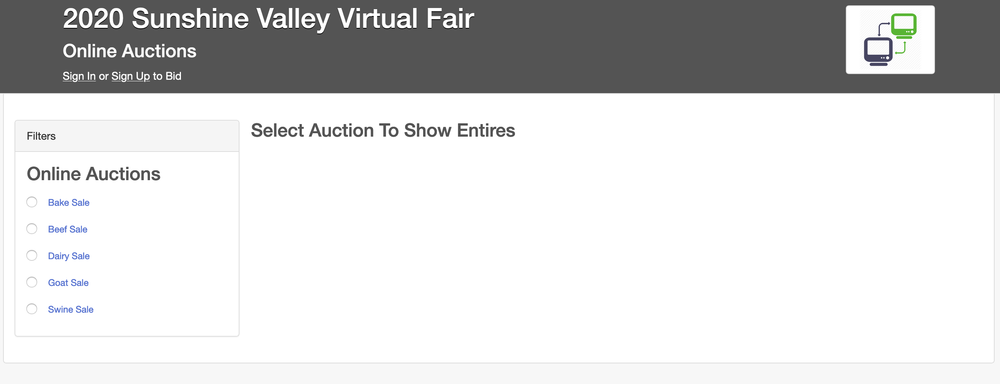 2020 Sunshine Valley Virtual Fair
Online Auctions
Sign In or Sign Up to Bid
Filters
Online Auctions
Bake Sale
Beef Sale
Dairy Sale
Goat Sale
Swine Sale
Select Auction To Show Entires